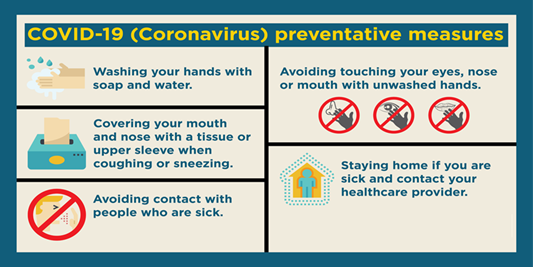 COVID-19 (Coronavirus) preventative measures
Washing your hands with
soap and water.
Covering your mouth
and nose with a tissue or
upper sleeve when
coughing or sneezing.
Avoiding contact with
people who are sick.
Avoiding touching your eyes, nose
or mouth with unwashed hands.
Staying home if you are
sick and contact your
healthcare provider.